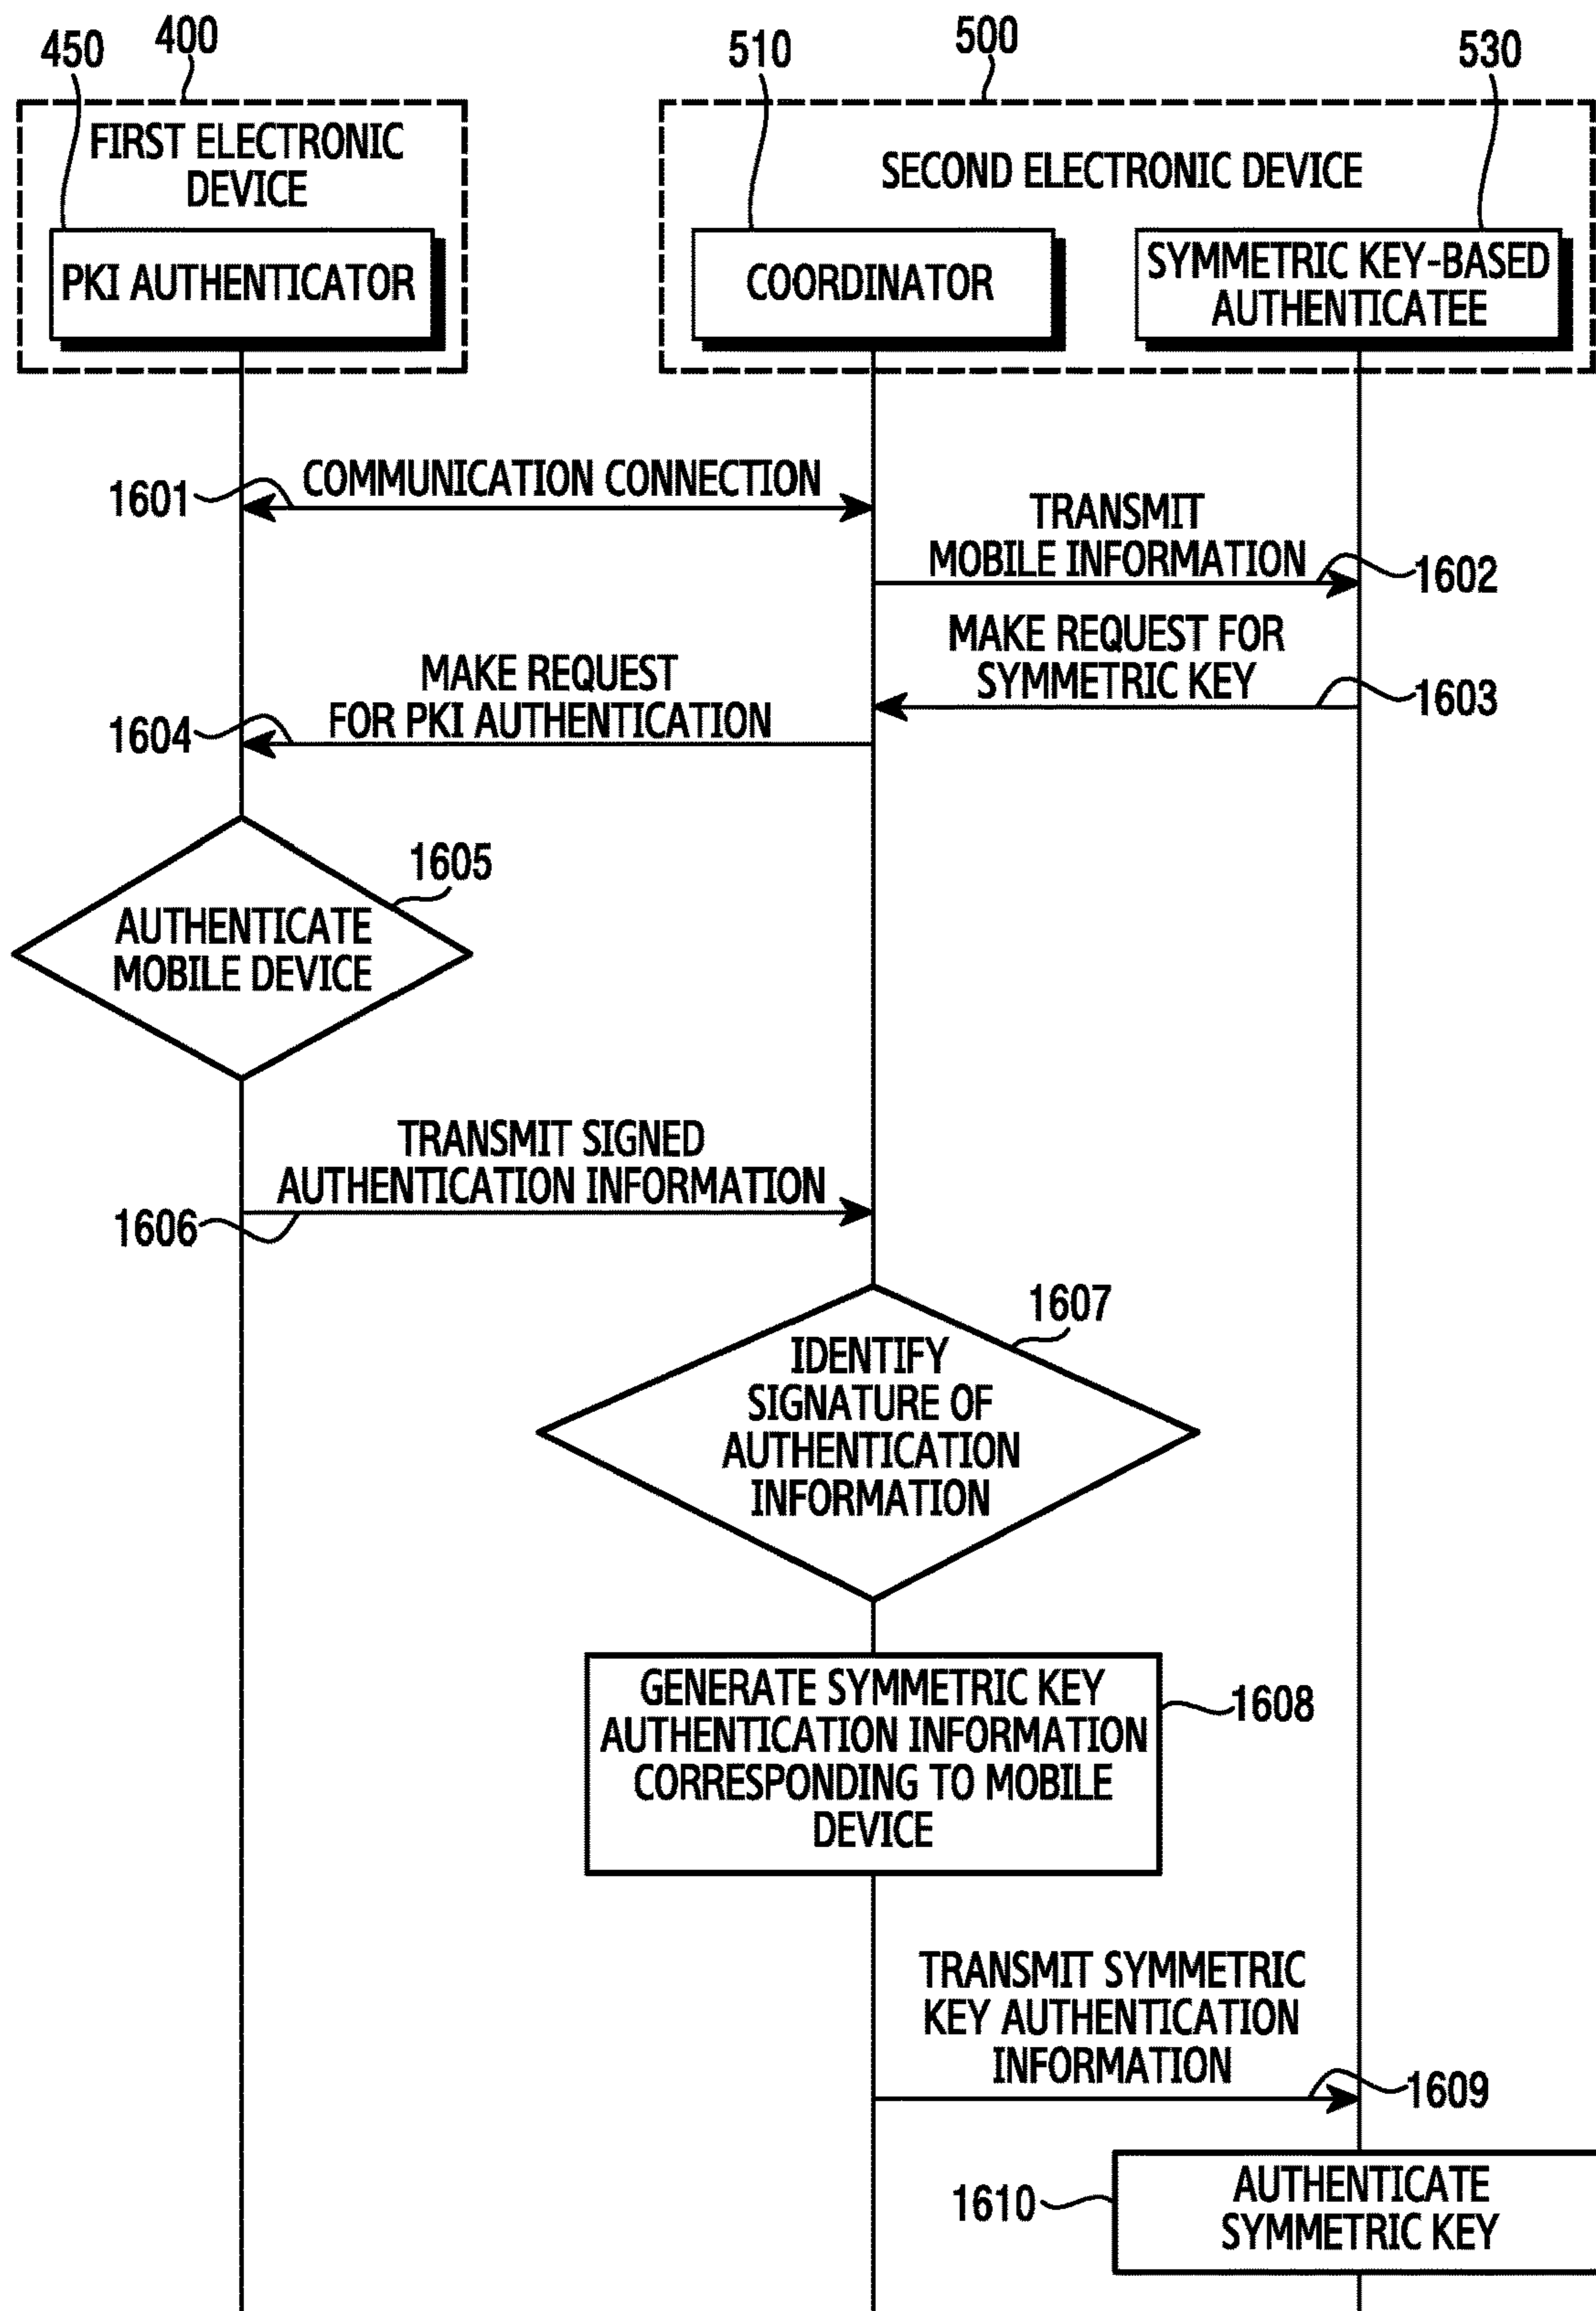 450
400
510
500
530
FIRST ELECTRONIC
DEVICE
SECOND ELECTRONIC DEVICE
PKI AUTHENTICATOR
COORDINATOR
SYMMETRIC KEY-BASED
AUTHENTICATEE
1601
COMMUNICATION CONNECTION
TRANSMIT
MOBILE INFORMATION
1602
MAKE REQUEST FOR
SYMMETRIC KEY
1603
MAKE REQUEST
FOR PKI AUTHENTICATION
1604
1605
AUTHENTICATE
MOBILE DEVICE
TRANSMIT SIGNED
AUTHENTICATION INFORMATION
1606
1607
IDENTIFY
SIGNATURE OF
AUTHENTICATION
INFORMATION
GENERATE SYMMETRIC KEY
AUTHENTICATION INFORMATION
CORRESPONDING TO MOBILE
DEVICE
1608
TRANSMIT SYMMETRIC
KEY AUTHENTICATION
INFORMATION
1609
1610
AUTHENTICATE
SYMMETRIC KEY